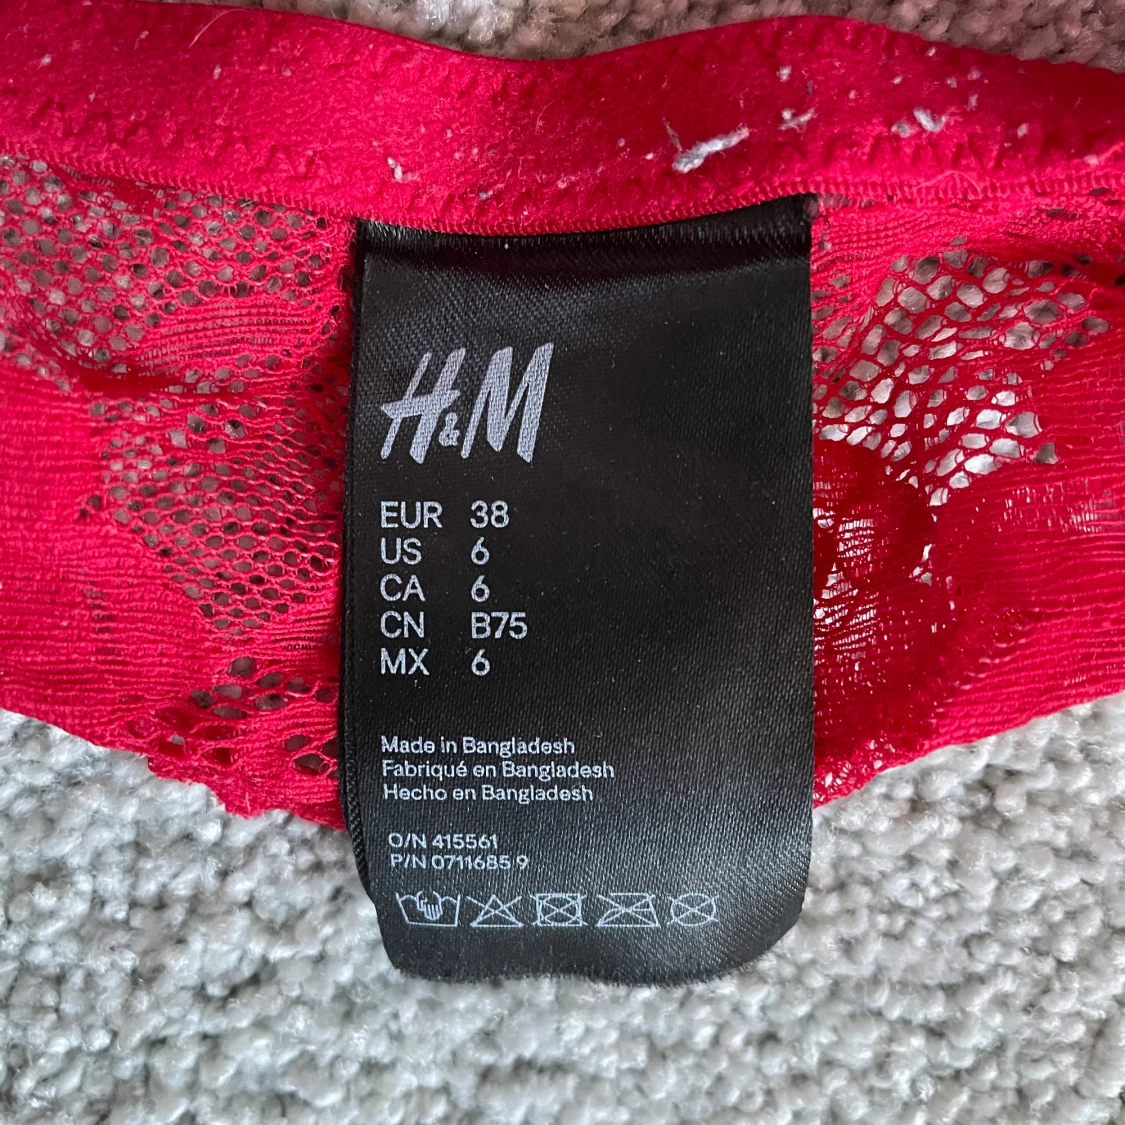 H&M
EUR 38
US 6
CA 6
CN B75
MX 6
Made in Bangladesh
Fabriqué en Bangladesh
Hecho en Bangladesh
O/N 415561
P/N 0711685 9